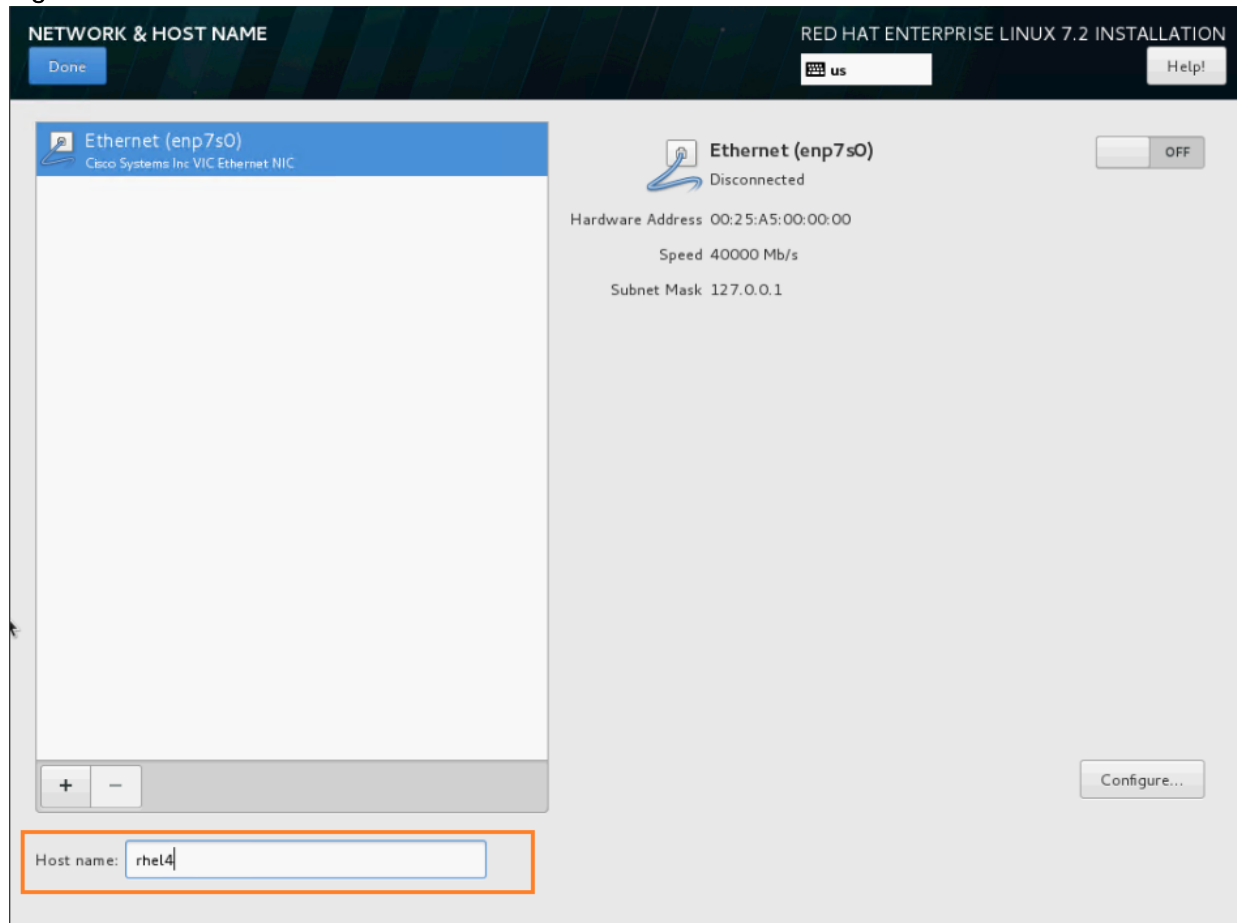 NETWORK & HOST NAME
RED HAT ENTERPRISE LINUX 7.2 INSTALLATION
Done
us
Help!
Ethernet (enp7s0)
Cisco Systems Inc VIC Ethernet NIC
Ethernet (enp7s0)
Disconnected
OFF
Hardware Address 00:25:A5:00:00:00
Speed 40000 Mb/s
Subnet Mask 127.0.0.1
+ −
Configure...
Host name: rhel4